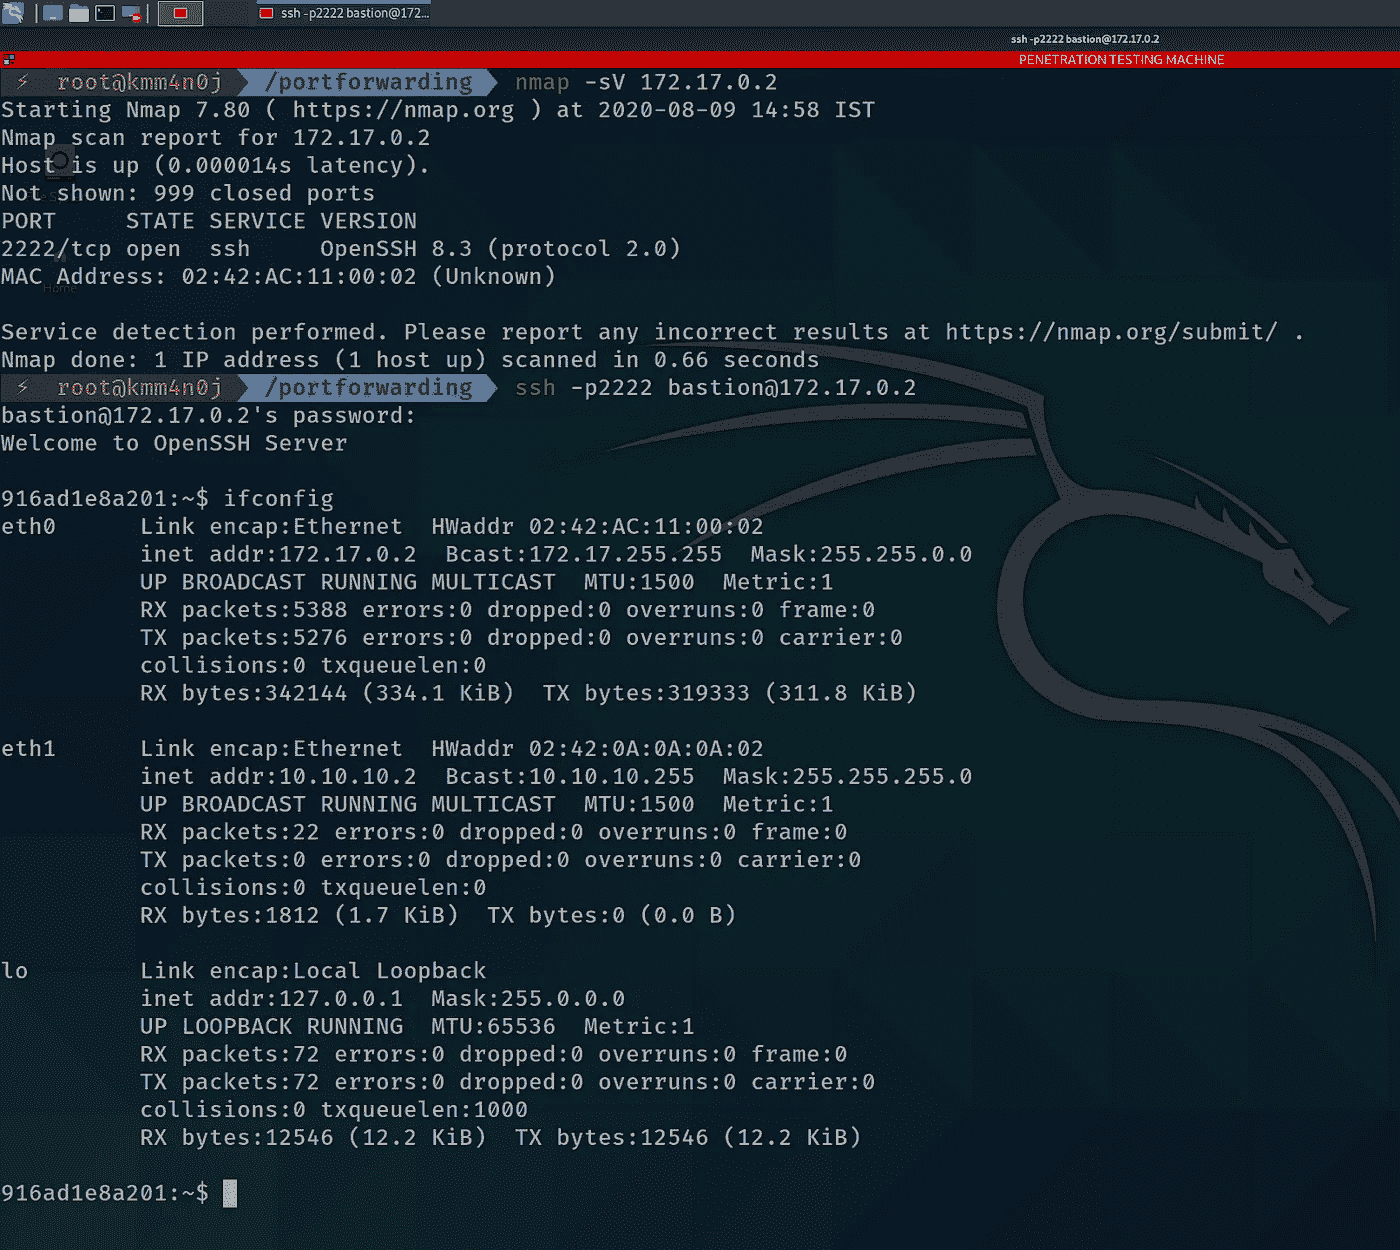 ssh -p2222 bastion@172...
ssh -p2222 bastion@172.17.0.2
PENETRATION TESTING MACHINE
⚡ root@kmm4n0j /portforwarding nmap -sV 172.17.0.2
Starting Nmap 7.80 ( https://nmap.org ) at 2020-08-09 14:58 IST
Nmap scan report for 172.17.0.2
Host is up (0.000014s latency).
Not shown: 999 closed ports
PORT     STATE SERVICE VERSION
2222/tcp open  ssh     OpenSSH 8.3 (protocol 2.0)
MAC Address: 02:42:AC:11:00:02 (Unknown)
Home
Service detection performed. Please report any incorrect results at https://nmap.org/submit/ .
Nmap done: 1 IP address (1 host up) scanned in 0.66 seconds
⚡ root@kmm4n0j /portforwarding ssh -p2222 bastion@172.17.0.2
bastion@172.17.0.2's password:
Welcome to OpenSSH Server
916ad1e8a201:~$ ifconfig
eth0      Link encap:Ethernet  HWaddr 02:42:AC:11:00:02
          inet addr:172.17.0.2  Bcast:172.17.255.255  Mask:255.255.0.0
          UP BROADCAST RUNNING MULTICAST  MTU:1500  Metric:1
          RX packets:5388 errors:0 dropped:0 overruns:0 frame:0
          TX packets:5276 errors:0 dropped:0 overruns:0 carrier:0
          collisions:0 txqueuelen:0
          RX bytes:342144 (334.1 KiB)  TX bytes:319333 (311.8 KiB)
eth1      Link encap:Ethernet  HWaddr 02:42:0A:0A:0A:02
          inet addr:10.10.10.2  Bcast:10.10.10.255  Mask:255.255.255.0
          UP BROADCAST RUNNING MULTICAST  MTU:1500  Metric:1
          RX packets:22 errors:0 dropped:0 overruns:0 frame:0
          TX packets:0 errors:0 dropped:0 overruns:0 carrier:0
          collisions:0 txqueuelen:0
          RX bytes:1812 (1.7 KiB)  TX bytes:0 (0.0 B)
lo        Link encap:Local Loopback
          inet addr:127.0.0.1  Mask:255.0.0.0
          UP LOOPBACK RUNNING  MTU:65536  Metric:1
          RX packets:72 errors:0 dropped:0 overruns:0 frame:0
          TX packets:72 errors:0 dropped:0 overruns:0 carrier:0
          collisions:0 txqueuelen:1000
          RX bytes:12546 (12.2 KiB)  TX bytes:12546 (12.2 KiB)
916ad1e8a201:~$